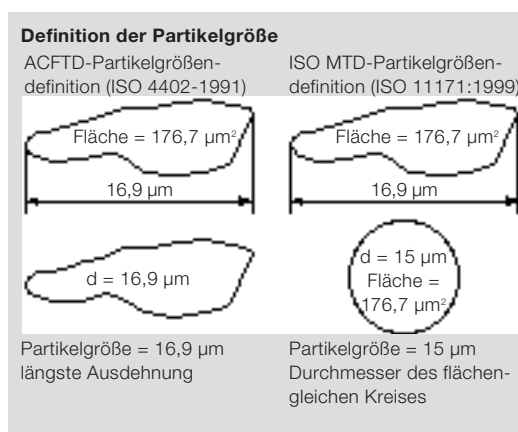 Definition der Partikelgröße
ACFTD-Partikelgrößen-
definition (ISO 4402-1991)
Fläche = 176,7 µm²
16,9 µm
d = 16,9 µm
Partikelgröße = 16,9 µm
längste Ausdehnung
ISO MTD-Partikelgrößen-
definition (ISO 11171:1999)
Fläche = 176,7 µm²
16,9 µm
d = 15 µm
Fläche =
176,7 µm²
Partikelgröße = 15 µm
Durchmesser des flächen-
gleichen Kreises